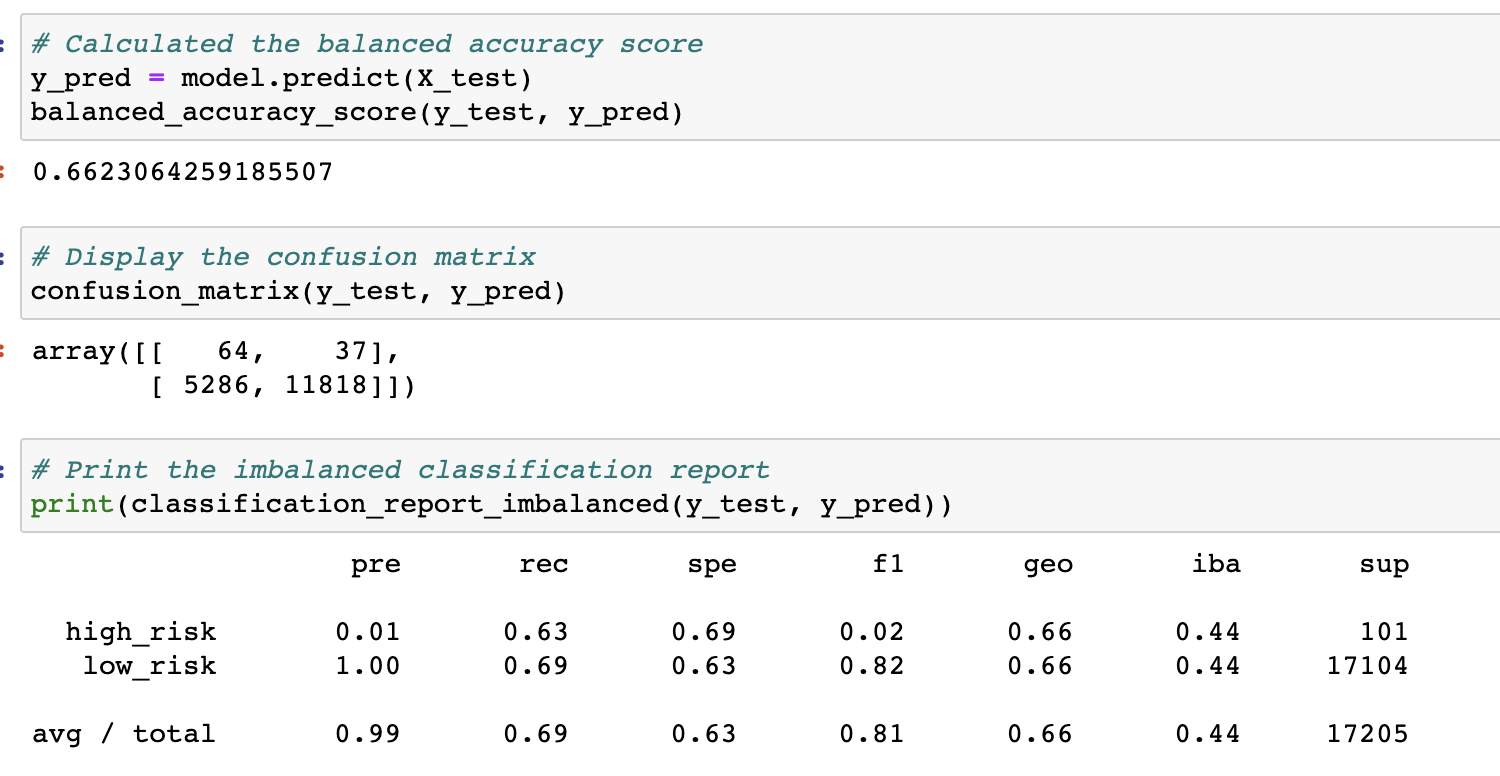 # Calculated the balanced accuracy score
y_pred = model.predict(X_test)
balanced_accuracy_score(y_test, y_pred)
0.6623064259185507
# Display the confusion matrix
confusion_matrix(y_test, y_pred)
array([[   64,    37],
       [ 5286, 11818]])
# Print the imbalanced classification report
print(classification_report_imbalanced(y_test, y_pred))
                   pre       rec       spe        f1       geo       iba       sup
  high_risk       0.01      0.63      0.69      0.02      0.66      0.44       101
   low_risk       1.00      0.69      0.63      0.82      0.66      0.44     17104
avg / total       0.99      0.69      0.63      0.81      0.66      0.44     17205